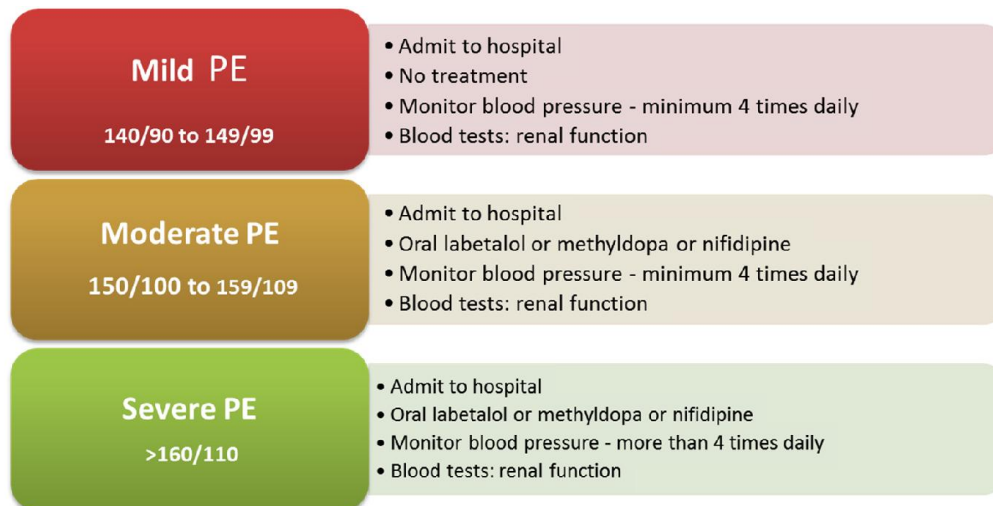 Mild PE
140/90 to 149/99
• Admit to hospital
• No treatment
• Monitor blood pressure - minimum 4 times daily
• Blood tests: renal function
Moderate PE
150/100 to 159/109
• Admit to hospital
• Oral labetalol or methyldopa or nifidipine
• Monitor blood pressure - minimum 4 times daily
• Blood tests: renal function
Severe PE
>160/110
• Admit to hospital
• Oral labetalol or methyldopa or nifidipine
• Monitor blood pressure - more than 4 times daily
• Blood tests: renal function